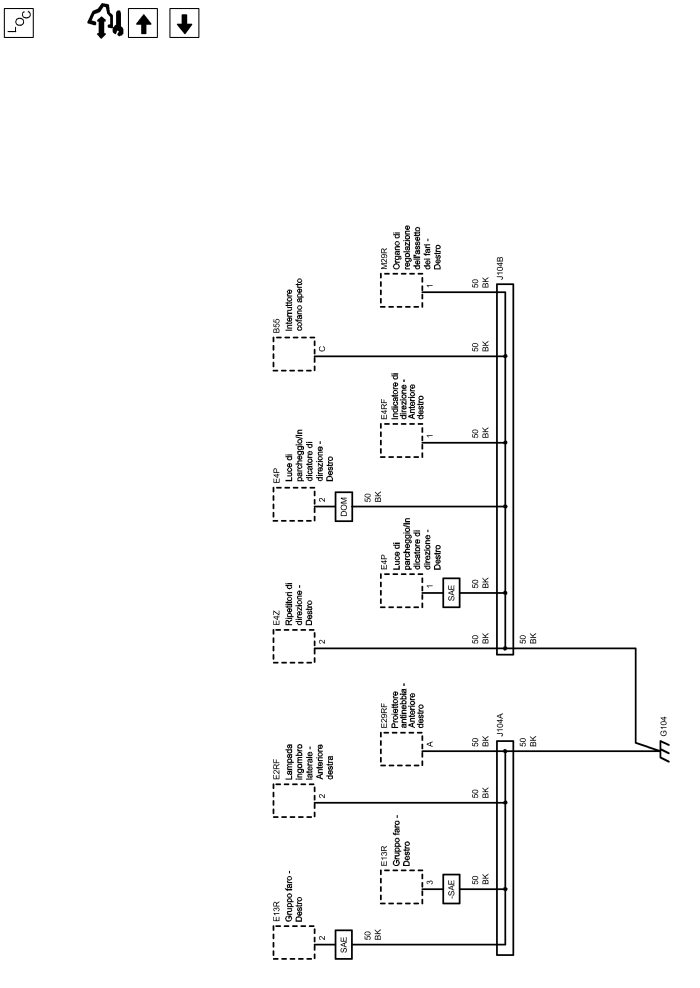 LOC
E13R
Gruppo faro -
Destro
2
SAE
50
BK
E13R
Gruppo faro -
Destro
3
-SAE
50
BK
E2RF
Lampada
ingombro
laterale -
Anteriore
destra
2
50
BK
E29RF
Proiettore
antinebbia -
Anteriore
destro
A
50
BK
J104A
50
BK
E4Z
Ripetitori di
direzione -
Destro
2
50
BK
50
BK
E4P
Luce di
parcheggio/In
dicatore di
direzione -
Destro
1
SAE
50
BK
E4P
Luce di
parcheggio/In
dicatore di
direzione -
Destro
2
DOM
50
BK
E4RF
Indicatore di
direzione -
Anteriore
destro
1
50
BK
B55
Interruttore
cofano aperto
C
50
BK
M29R
Organo di
regolazione
dell'assetto
dei fari -
Destro
1
50
BK
J104B
G104